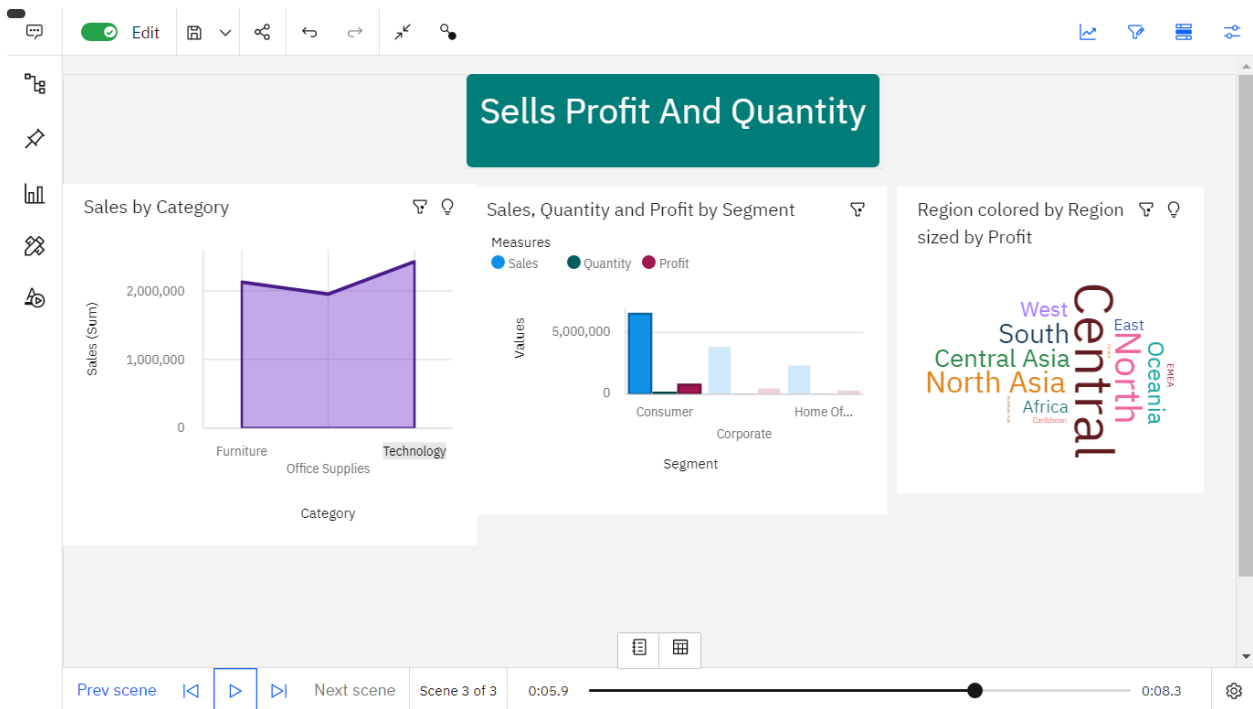 Edit
Sells Profit And Quantity
Sales by Category
Sales (Sum)
2,000,000
1,000,000
0
Furniture
Office Supplies
Technology
Category
Sales, Quantity and Profit by Segment
Measures
Sales Quantity Profit
Values
5,000,000
0
Consumer
Corporate
Home Of...
Segment
Region colored by Region
sized by Profit
West
South
Central Asia
North Asia
Africa
Caribbean
Central
East
North
Oceania
EMEA
Prev scene
Next scene
Scene 3 of 3
0:05.9
0:08.3